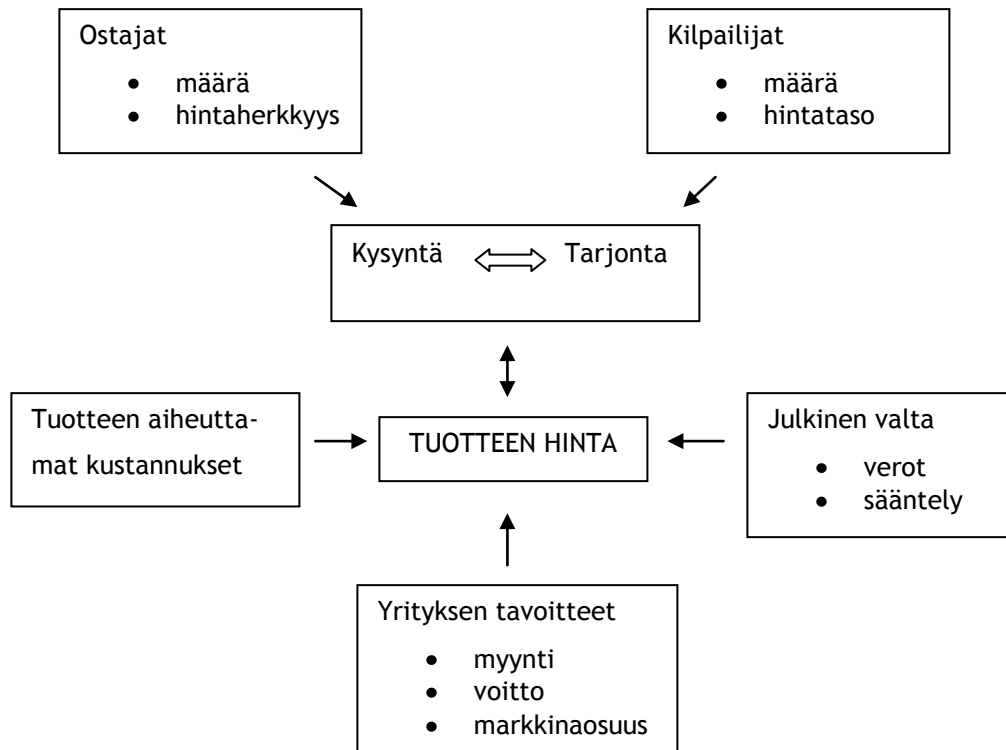 Ostajat
• määrä
• hintaherkkyys
Kilpailijat
• määrä
• hintataso
Kysyntä Tarjonta
Tuotteen aiheutta-
mat kustannukset
TUOTTEEN HINTA
Julkinen valta
• verot
• sääntely
Yrityksen tavoitteet
• myynti
• voitto
• markkinaosuus